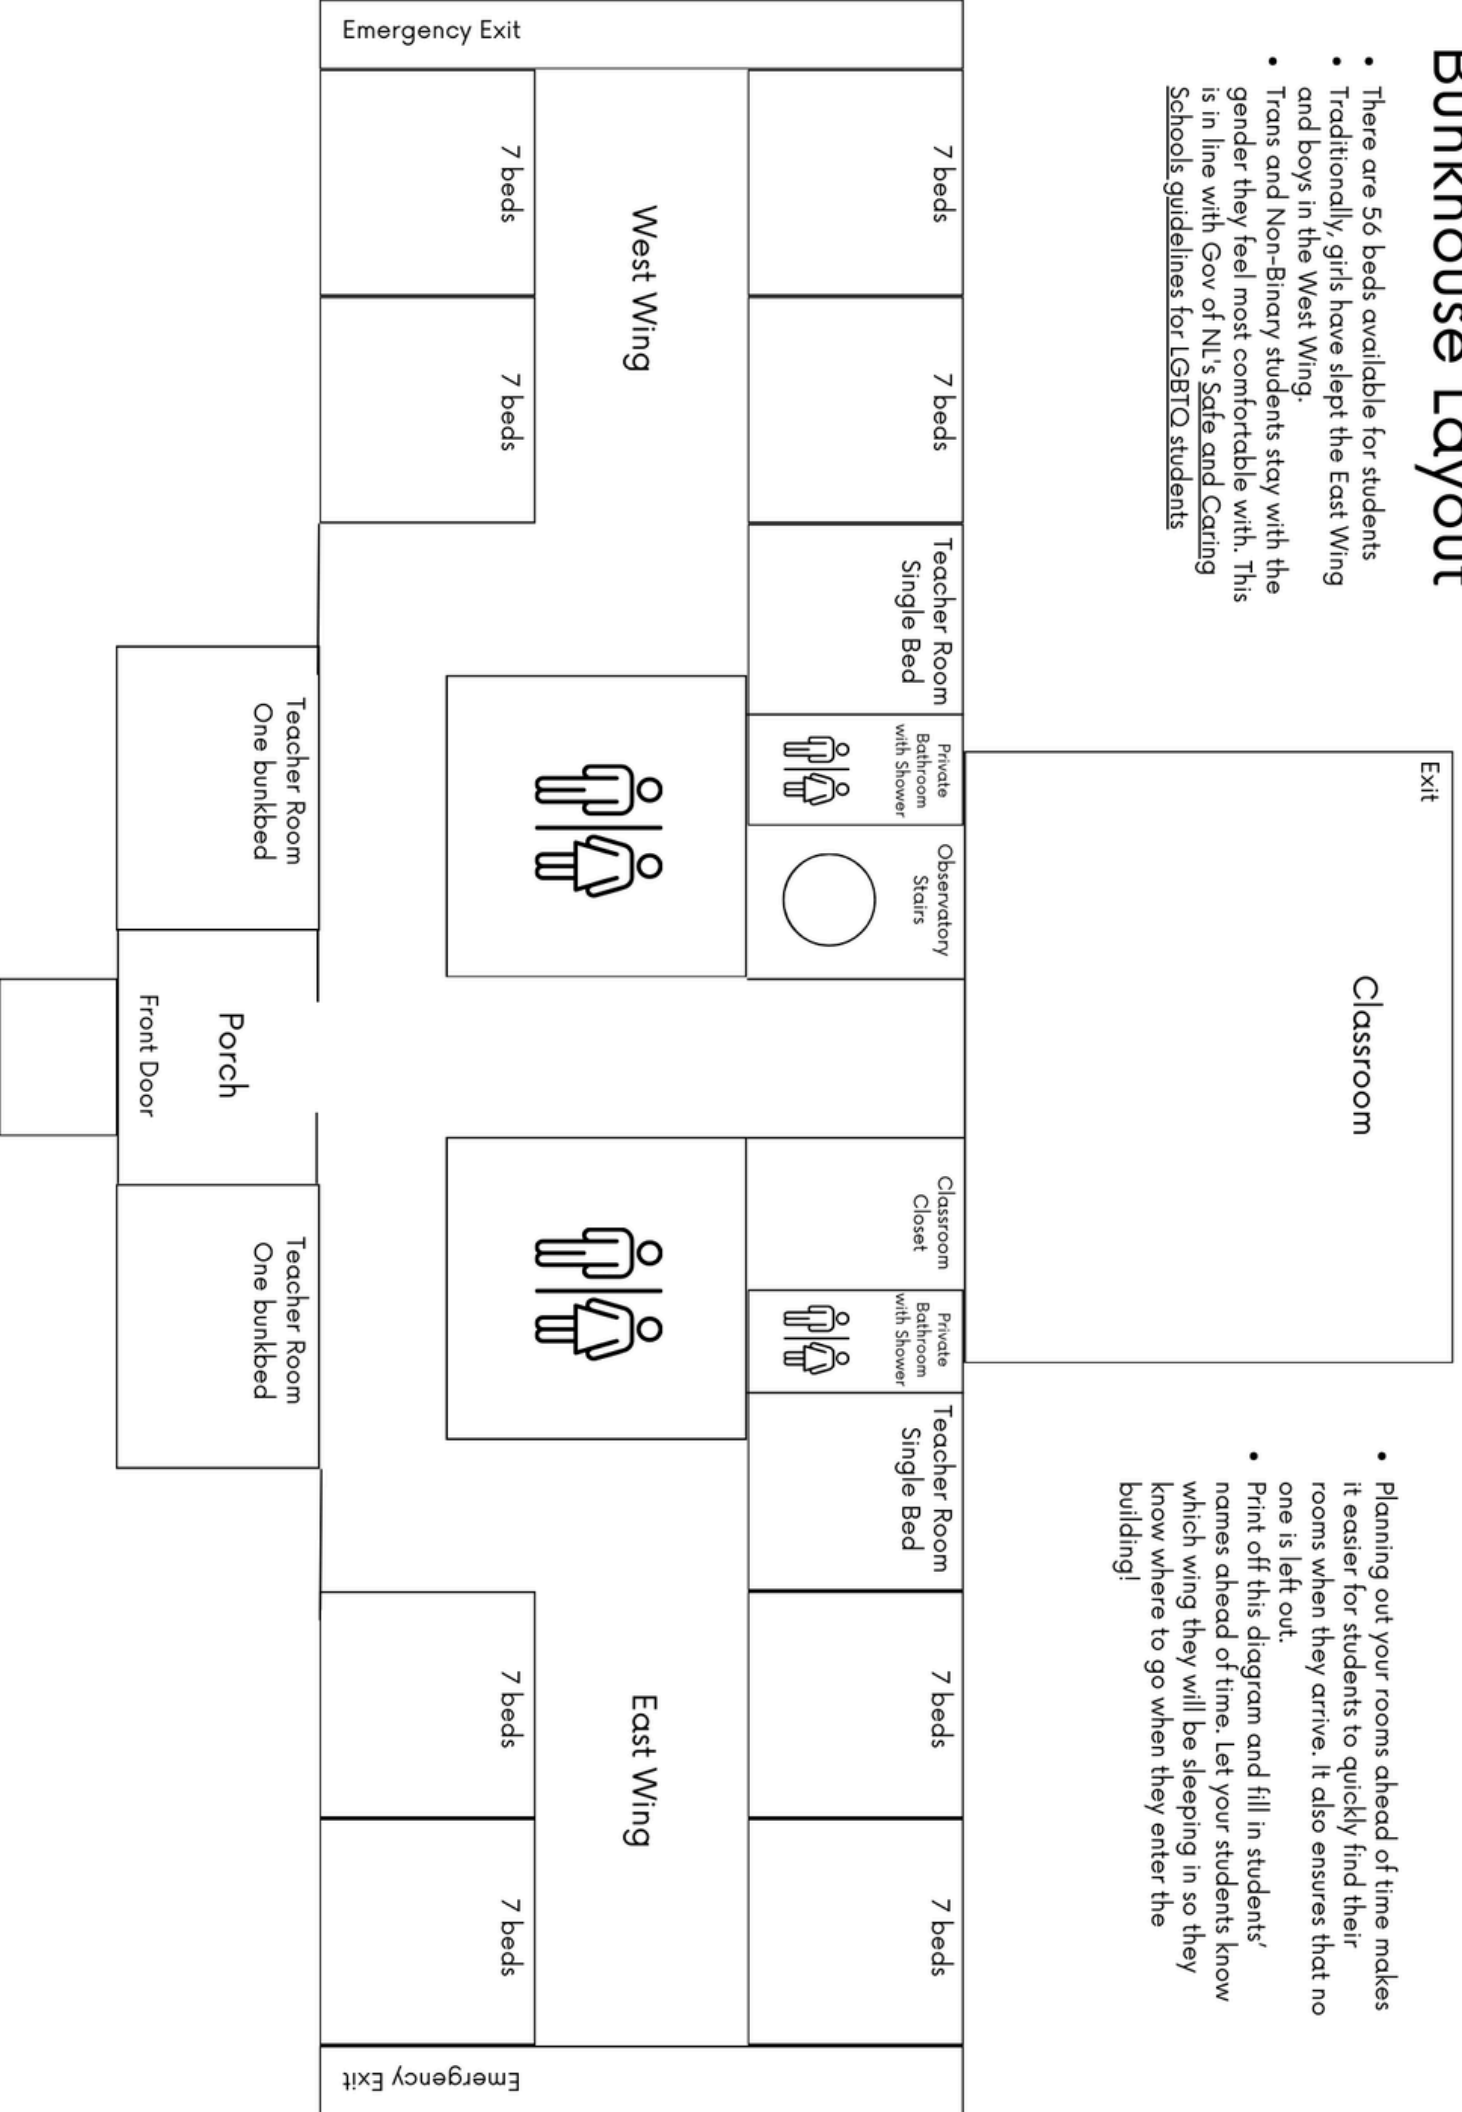 Bunkhouse Layout
• There are 56 beds available for students
• Traditionally, girls have slept the East Wing
and boys in the West Wing.
• Trans and Non-Binary students stay with the
gender they feel most comfortable with. This
is in line with Gov of NL's Safe and Caring
Schools guidelines for LGBTQ students
• Planning out your rooms ahead of time makes
it easier for students to quickly find their
rooms when they arrive. It also ensures that no
one is left out.
• Print off this diagram and fill in students’
names ahead of time. Let your students know
which wing they will be sleeping in so they
know where to go when they enter the
building!
Exit
Classroom
7 beds
7 beds
Teacher Room
Single Bed
Private
Bathroom
with Shower
Observatory
Stairs
Classroom
Closet
Private
Bathroom
with Shower
Teacher Room
Single Bed
7 beds
7 beds
Emergency Exit
West Wing
East Wing
Emergency Exit
7 beds
7 beds
7 beds
7 beds
Teacher Room
One bunkbed
Porch
Front Door
Teacher Room
One bunkbed